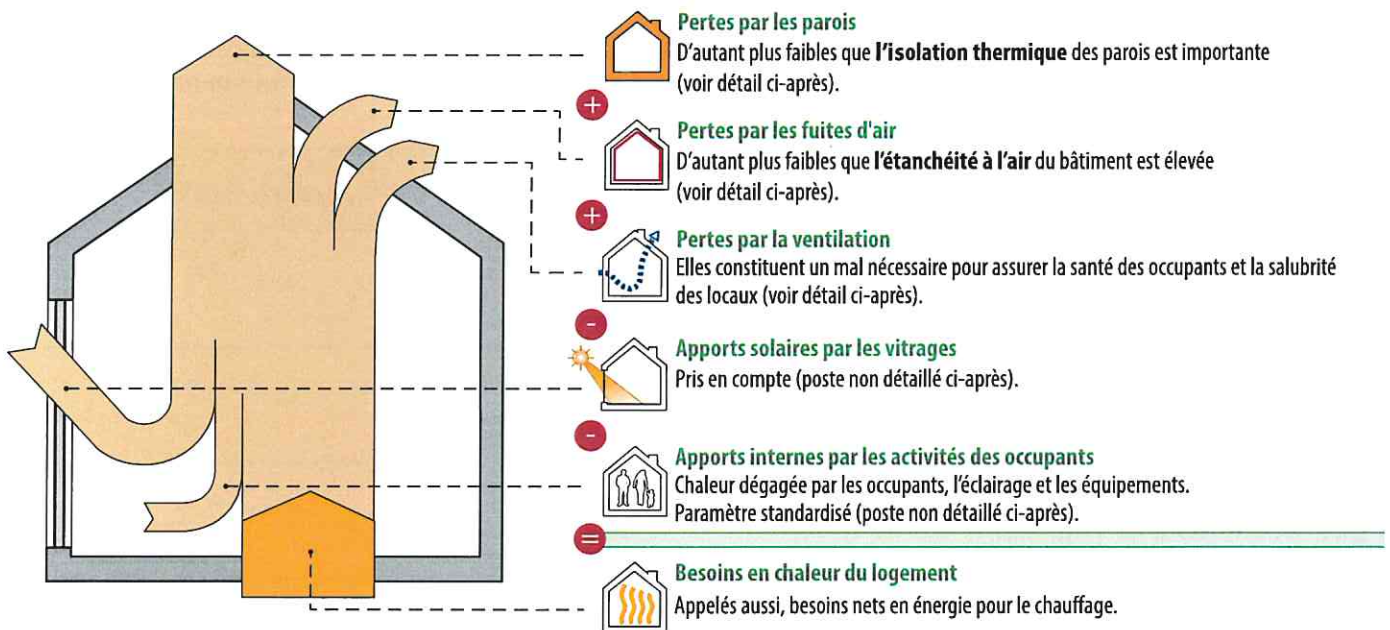 Pertes par les parois
D'autant plus faibles que l'isolation thermique des parois est importante
(voir détail ci-après).
+
Pertes par les fuites d'air
D'autant plus faibles que l'étanchéité à l'air du bâtiment est élevée
(voir détail ci-après).
+
Pertes par la ventilation
Elles constituent un mal nécessaire pour assurer la santé des occupants et la salubrité
des locaux (voir détail ci-après).
-
Apports solaires par les vitrages
Pris en compte (poste non détaillé ci-après).
-
Apports internes par les activités des occupants
Chaleur dégagée par les occupants, l'éclairage et les équipements.
Paramètre standardisé (poste non détaillé ci-après).
=
Besoins en chaleur du logement
Appelés aussi, besoins nets en énergie pour le chauffage.